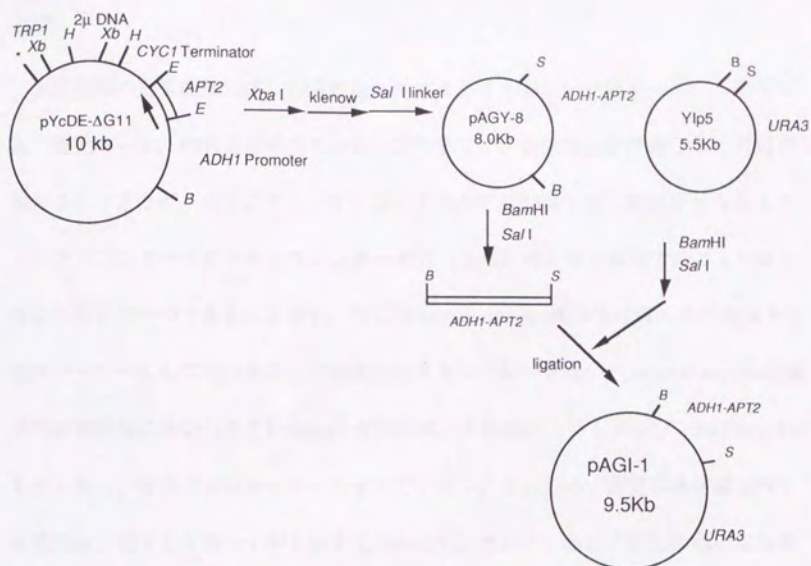 TRP1
Xb
H
2μ DNA
Xb
H
CYC1 Terminator
E
APT2
E
pYcDE-ΔG11
10 kb
ADH1 Promoter
B
Xba I
klenow
Sal I linker
S
pAGY-8
8.0Kb
ADH1-APT2
B
B
S
YIp5
5.5Kb
URA3
BamHI
Sal I
BamHI
Sal I
B
S
ADH1-APT2
ligation
B
ADH1-APT2
S
pAGI-1
9.5Kb
URA3